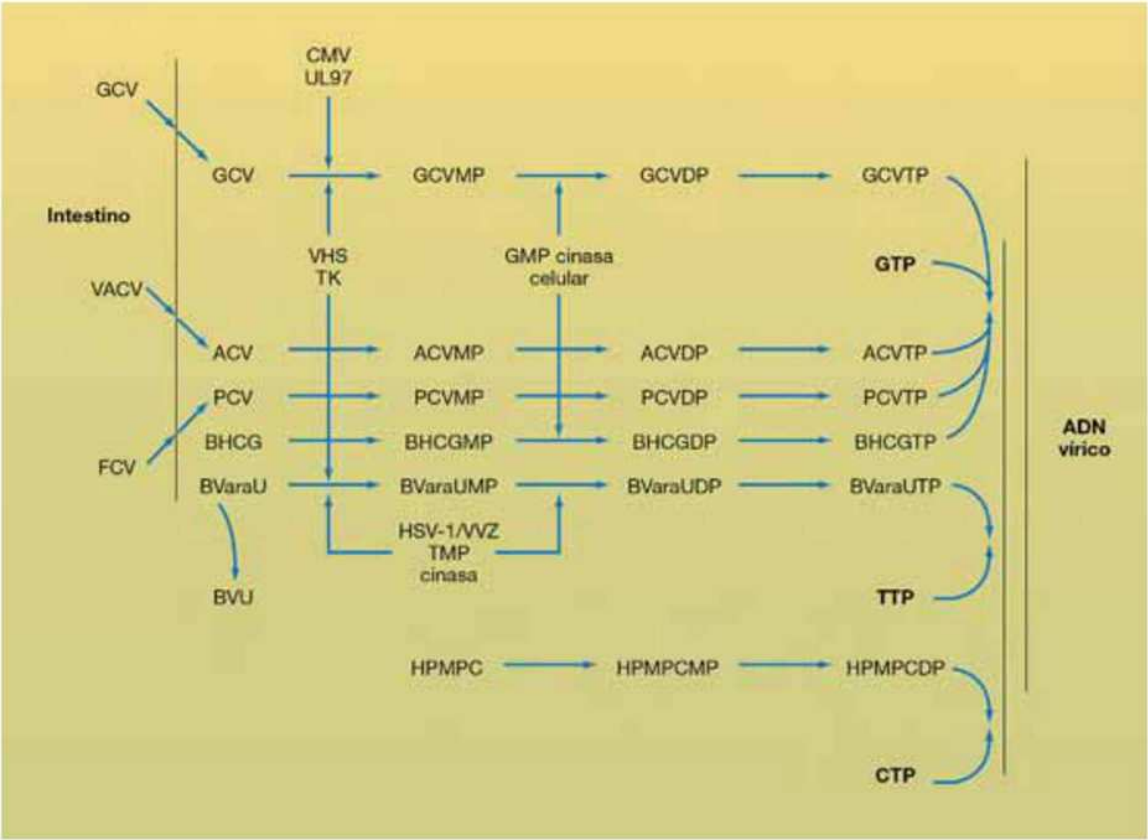 CMV
UL97
GCV
GCV GCVMP GCVDP GCVTP
Intestino
VHS
TK
GMP cinasa
celular
GTP
VACV
ACV ACVMP ACVDP ACVTP
PCV PCVMP PCVDP PCVTP
BHCG BHCGMP BHCGDP BHCGTP
ADN
vírico
FCV
BVaraU BVaraUMP BVaraUDP BVaraUTP
HSV-1/VVZ
TMP
cinasa
BVU
TTP
HPMPC HPMPCMP HPMPCDP
CTP